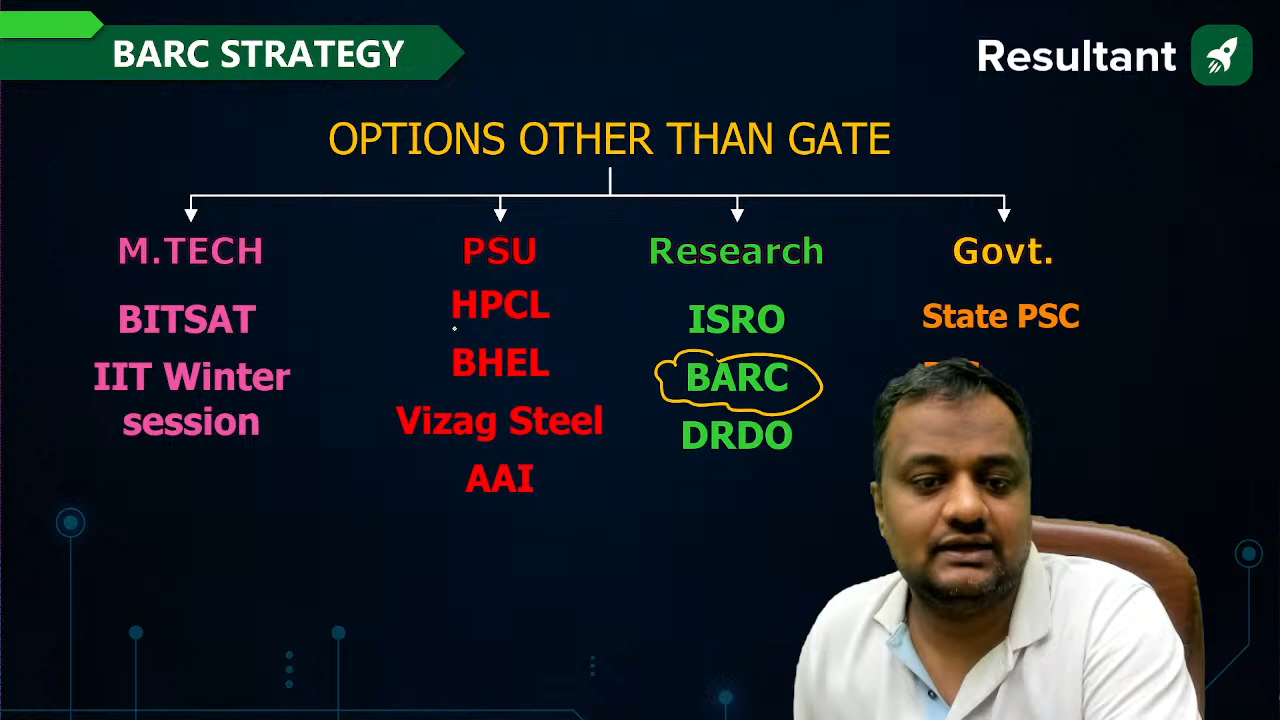 BARC STRATEGY
Resultant
OPTIONS OTHER THAN GATE
M.TECH
BITSAT
IIT Winter
session
PSU
HPCL
BHEL
Vizag Steel
AAI
Research
ISRO
BARC
DRDO
Govt.
State PSC